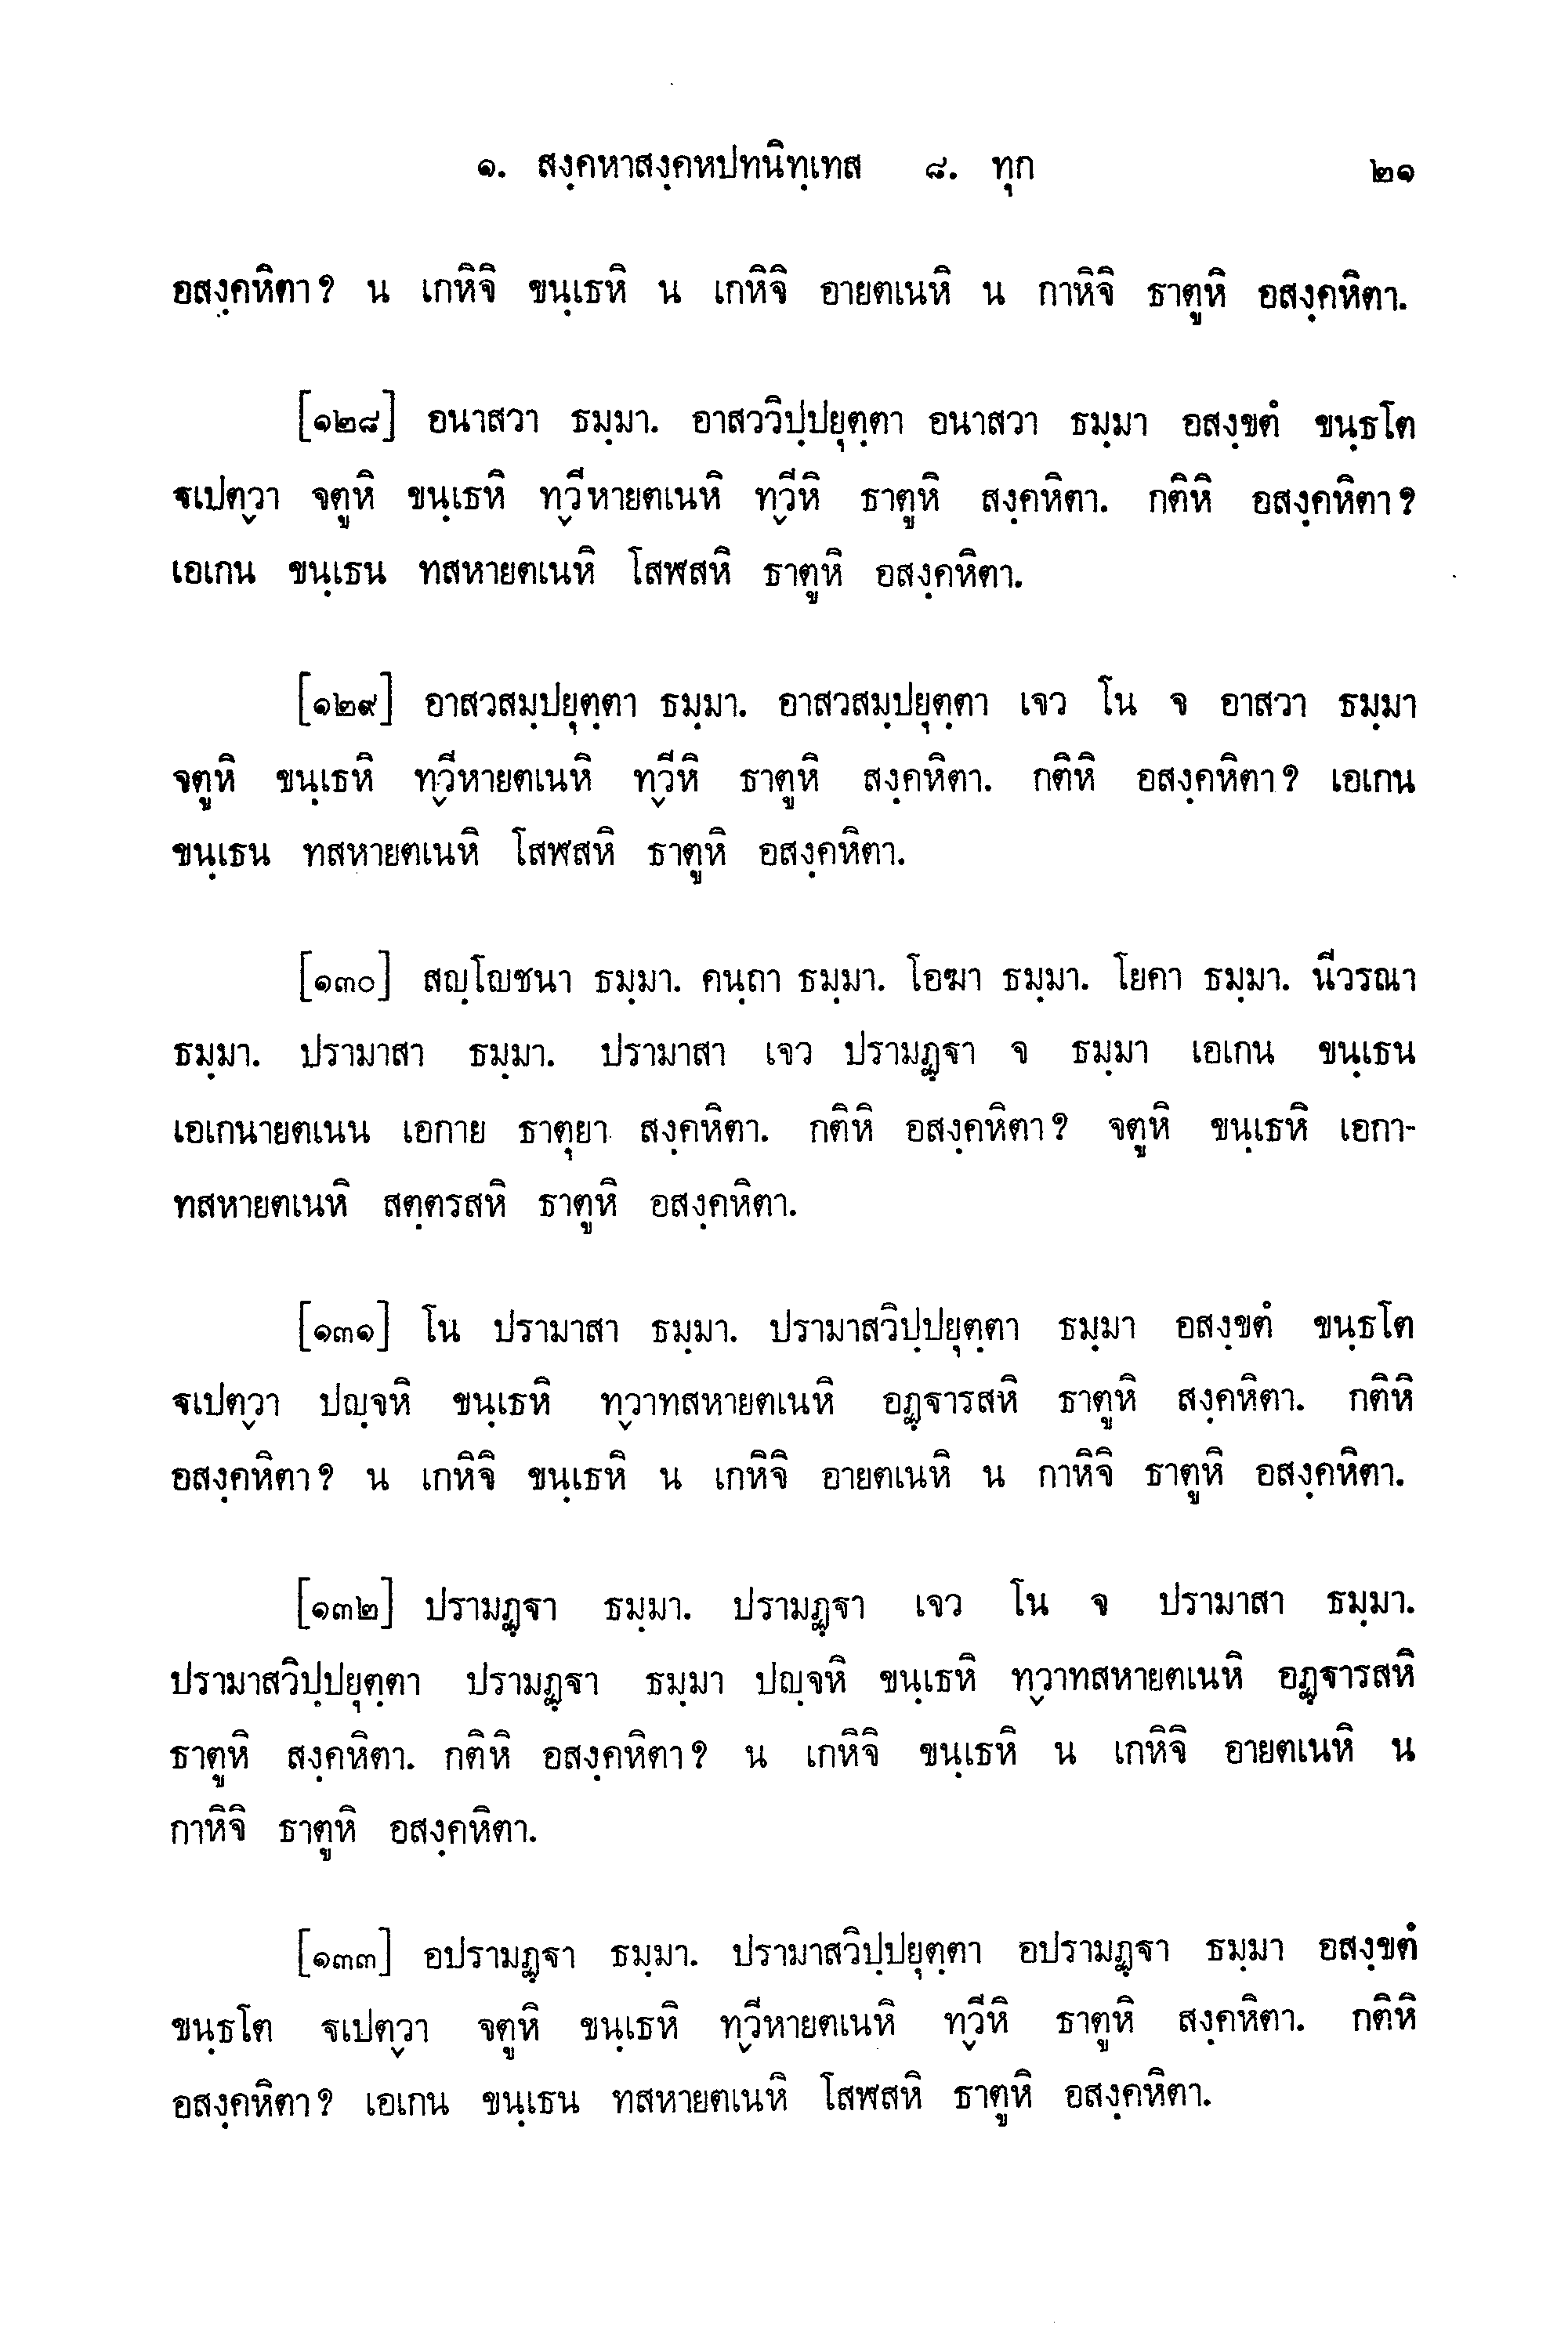 ๑. สงฺคหาสงฺคหปทนิทฺเทส ๘. ทุก ๒๑
อสงฺคหิตา? น เกหิจิ ขนฺเธหิ น เกหิจิ อายตเนหิ น กาหิจิ ธาตูหิ อสงฺคหิตา.
[๑๒๘] อนาสวา ธมฺมา. อาสววิปฺปยุตฺตา อนาสวา ธมฺมา อสงฺขตํ ขนฺธโต
ฐเปตฺวา จตูหิ ขนฺเธหิ ทฺวีหายตเนหิ ทฺวีหิ ธาตูหิ สงฺคหิตา. กติหิ อสงฺคหิตา?
เอเกน ขนฺเธน ทสหายตเนหิ โสฬสหิ ธาตูหิ อสงฺคหิตา.
[๑๒๙] อาสวสมฺปยุตฺตา ธมฺมา. อาสวสมฺปยุตฺตา เจว โน จ อาสวา ธมฺมา
จตูหิ ขนฺเธหิ ทฺวีหายตเนหิ ทฺวีหิ ธาตูหิ สงฺคหิตา. กติหิ อสงฺคหิตา? เอเกน
ขนฺเธน ทสหายตเนหิ โสฬสหิ ธาตูหิ อสงฺคหิตา.
[๑๓๐] สญฺโญชนา ธมฺมา. คนฺถา ธมฺมา. โอฆา ธมฺมา. โยคา ธมฺมา. นีวรณา
ธมฺมา. ปรามาสา ธมฺมา. ปรามาสา เจว ปรามฏฺฐา จ ธมฺมา เอเกน ขนฺเธน
เอเกนายตเนน เอกาย ธาตุยา สงฺคหิตา. กติหิ อสงฺคหิตา? จตูหิ ขนฺเธหิ เอกา-
ทสหายตเนหิ สตฺตรสหิ ธาตูหิ อสงฺคหิตา.
[๑๓๑] โน ปรามาสา ธมฺมา. ปรามาสวิปฺปยุตฺตา ธมฺมา อสงฺขตํ ขนฺธโต
ฐเปตฺวา ปญฺจหิ ขนฺเธหิ ทฺวาทสหายตเนหิ อฏฺฐารสหิ ธาตูหิ สงฺคหิตา. กติหิ
อสงฺคหิตา? น เกหิจิ ขนฺเธหิ น เกหิจิ อายตเนหิ น กาหิจิ ธาตูหิ อสงฺคหิตา.
[๑๓๒] ปรามฏฺฐา ธมฺมา. ปรามฏฺฐา เจว โน จ ปรามาสา ธมฺมา.
ปรามาสวิปฺปยุตฺตา ปรามฏฺฐา ธมฺมา ปญฺจหิ ขนฺเธหิ ทฺวาทสหายตเนหิ อฏฺฐารสหิ
ธาตูหิ สงฺคหิตา. กติหิ อสงฺคหิตา? น เกหิจิ ขนฺเธหิ น เกหิจิ อายตเนหิ น
กาหิจิ ธาตูหิ อสงฺคหิตา.
[๑๓๓] อปรามฏฺฐา ธมฺมา. ปรามาสวิปฺปยุตฺตา อปรามฏฺฐา ธมฺมา อสงฺขตํ
ขนฺธโต ฐเปตฺวา จตูหิ ขนฺเธหิ ทฺวีหายตเนหิ ทฺวีหิ ธาตูหิ สงฺคหิตา. กติหิ
อสงฺคหิตา? เอเกน ขนฺเธน ทสหายตเนหิ โสฬสหิ ธาตูหิ อสงฺคหิตา.